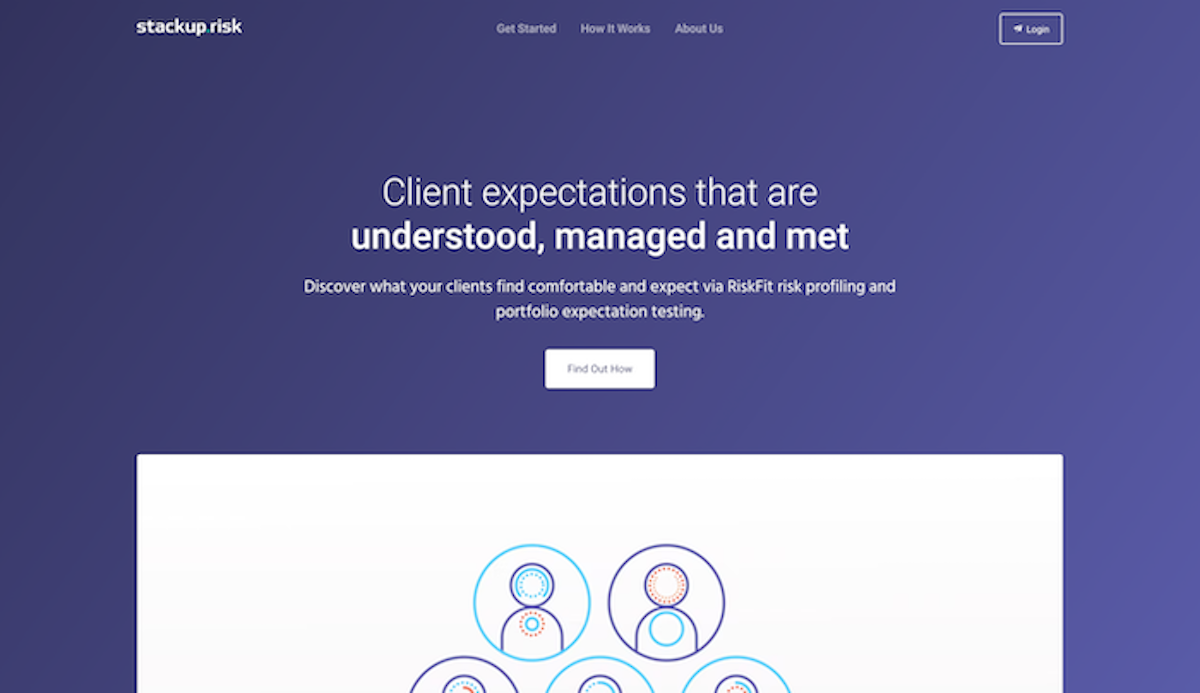 stackup.risk
Get Started
How It Works
About Us
Login
Client expectations that are
understood, managed and met
Discover what your clients find comfortable and expect via RiskFit risk profiling and
portfolio expectation testing.
Find Out How